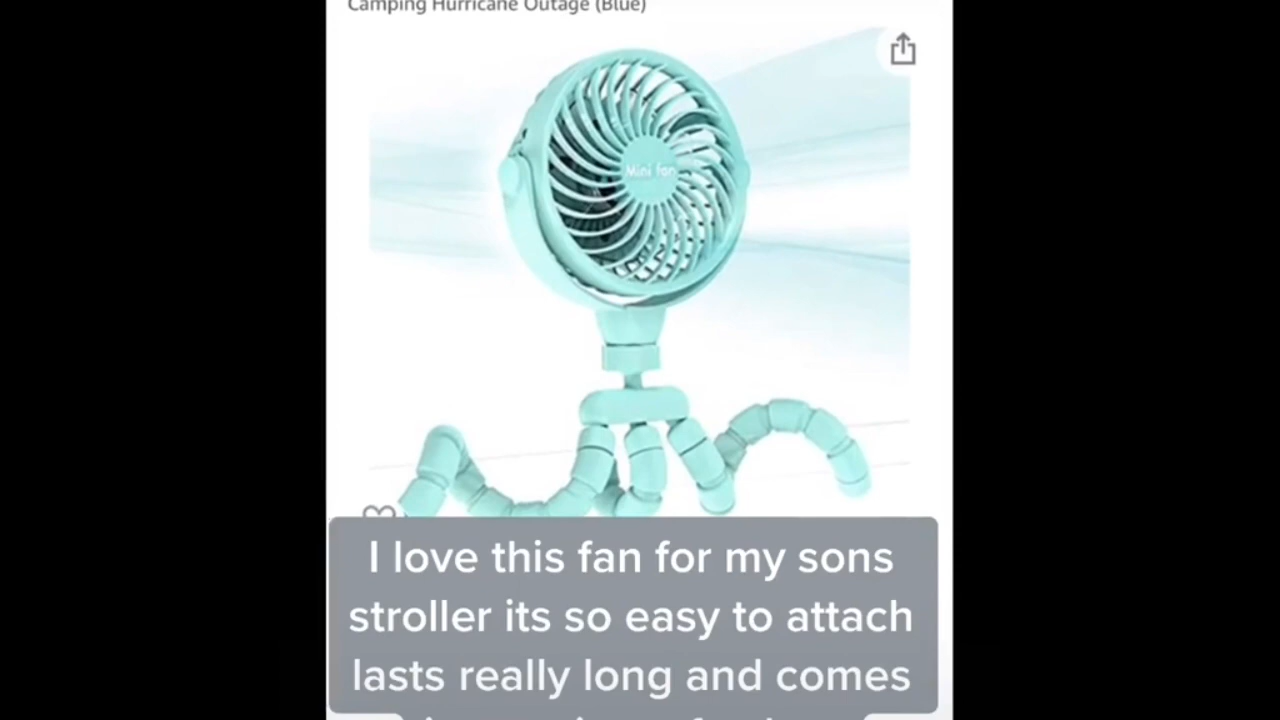 Camping Hurricane Outage (Blue)
Mini fan
I love this fan for my sons
stroller its so easy to attach
lasts really long and comes